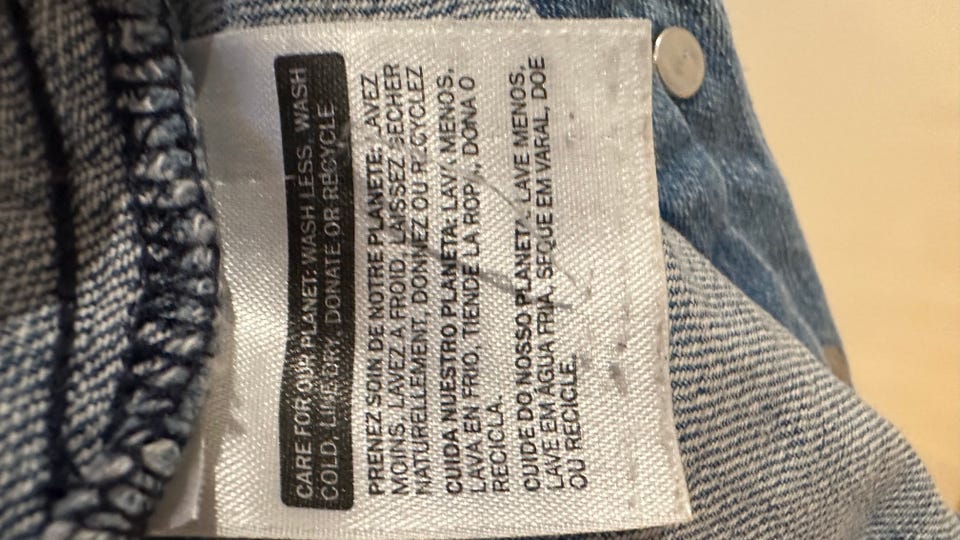 CARE FOR OUR PLANET: WASH LESS, WASH
COLD, LINE DRY, DONATE OR RECYCLE
PRENEZ SOIN DE NOTRE PLANETE: LAVEZ
MOINS, LAVEZ A FROID, LAISSEZ SECHER
NATURELLEMENT, DONNEZ OU RECYCLEZ
CUIDA NUESTRO PLANETA: LAVA MENOS,
LAVA EN FRIO, TIENDE LA ROPA, DONA O
RECICLA.
CUIDE DO NOSSO PLANETA. LAVE MENOS,
LAVE EM ÁGUA FRIA, SEQUE EM VARAL, DOE
OU RECICLE.